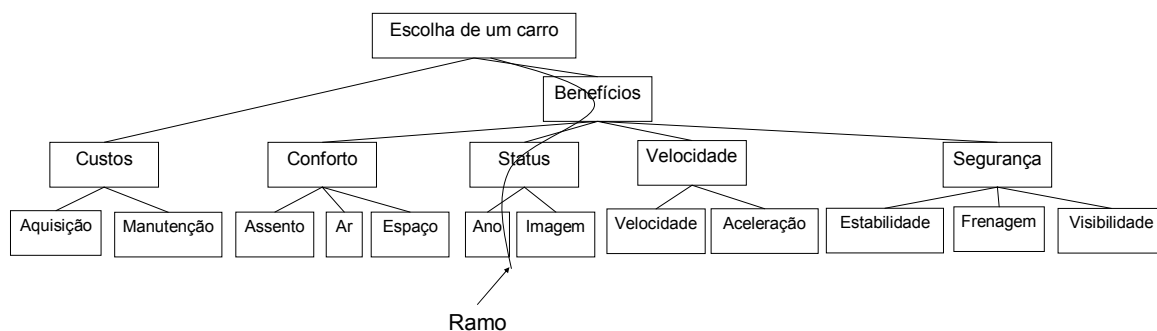 Escolha de um carro
Benefícios
Custos
Conforto
Status
Velocidade
Segurança
Aquisição
Manutenção
Assento
Ar
Espaço
Ano
Imagem
Velocidade
Aceleração
Estabilidade
Frenagem
Visibilidade
Ramo